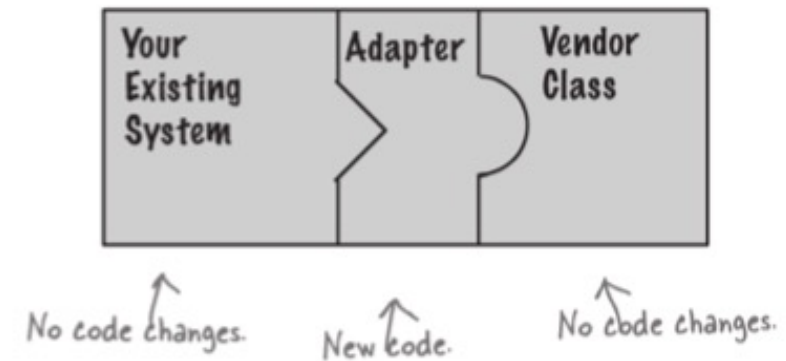 Your
Existing
System
Adapter
Vendor
Class
No code changes.
New code.
No code changes.